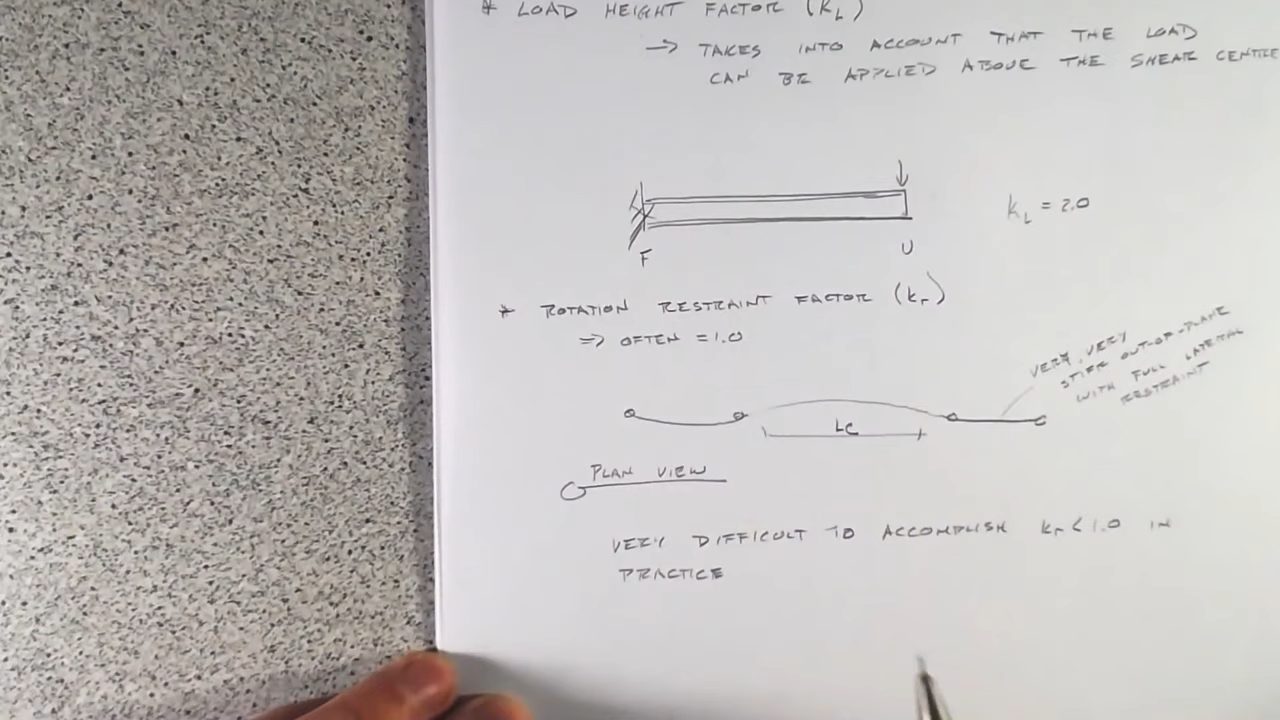 * LOAD HEIGHT FACTOR (KL)
→ TAKES INTO ACCOUNT THAT THE LOAD
CAN BE APPLIED ABOVE THE SHEAR CENTRE
KL = 2.0
F
U
* ROTATION RESTRAINT FACTOR (Kr)
⇒ OFTEN = 1.0
VERY, VERY
STIFF OUT-OF-PLANE
WITH FULL LATERAL
RESTRAINT
LC
PLAN VIEW
VERY DIFFICULT TO ACCOMPLISH Kr < 1.0 IN
PRACTICE